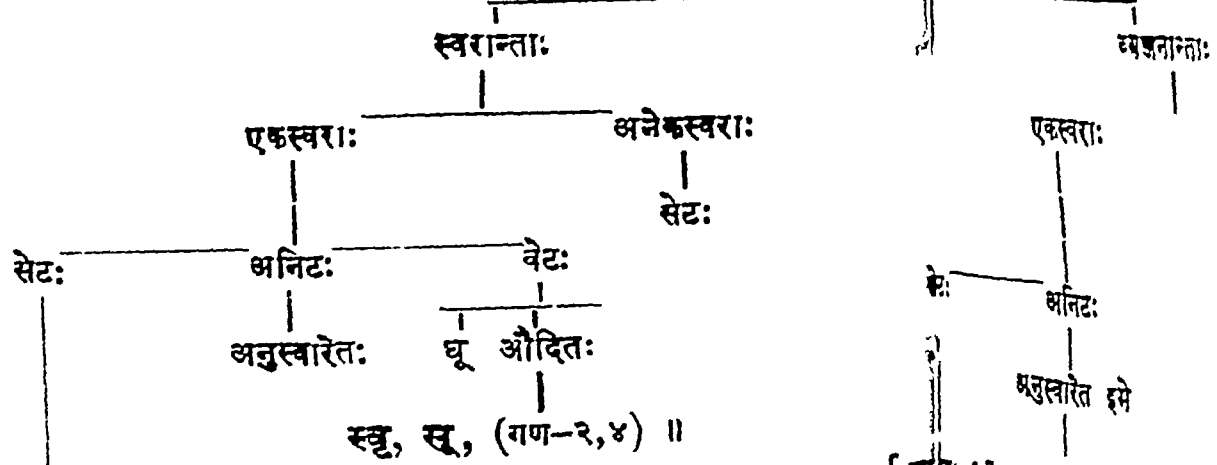 स्वरान्ताः
व्यञ्जनान्ताः
एकस्वराः
अनेकस्वराः
एकस्वराः
सेटः
सेटः
अनिटः
वेटः
अनिटः
अनुस्वारेतः
धू औदितः
अनुस्वारेत इमे
स्वृ, सू, (गण-२,४) ॥